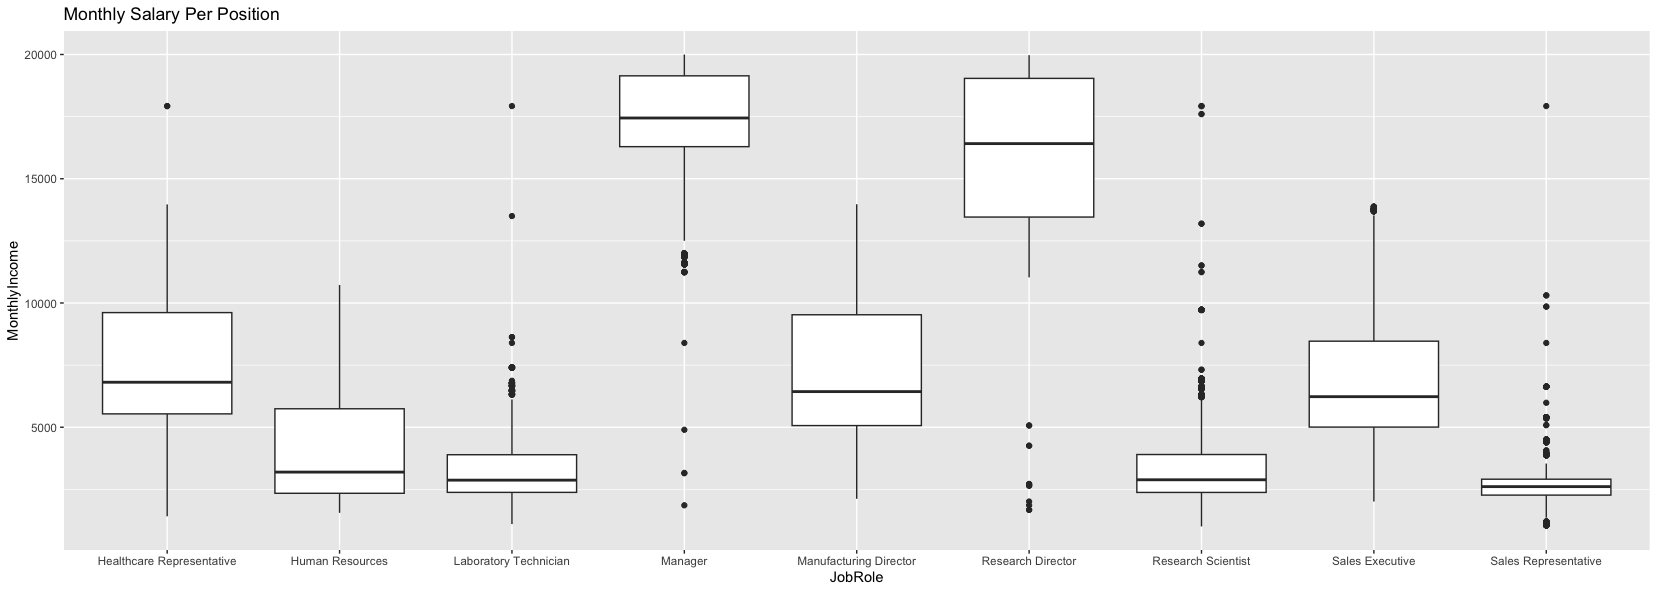 Monthly Salary Per Position
MonthlyIncome
20000
15000
10000
5000
Healthcare Representative
Human Resources
Laboratory Technician
Manager
Manufacturing Director
Research Director
Research Scientist
Sales Executive
Sales Representative
JobRole